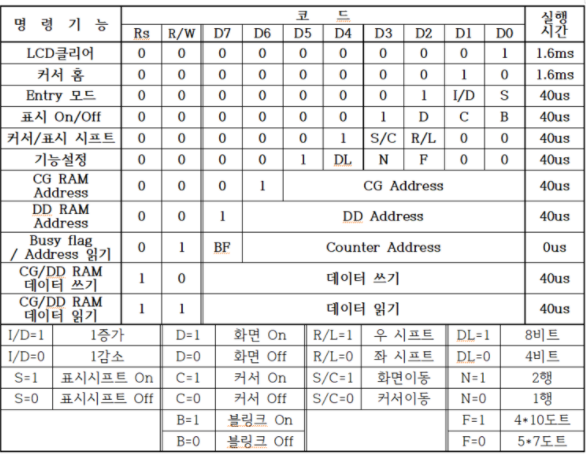 명 령 기 능 코 드 실행 시간
Rs R/W D7 D6 D5 D4 D3 D2 D1 D0
LCD클리어 0 0 0 0 0 0 0 0 0 1 1.6ms
커서 홈 0 0 0 0 0 0 0 0 1 0 1.6ms
Entry 모드 0 0 0 0 0 0 0 1 I/D S 40us
표시 On/Off 0 0 0 0 0 0 1 D C B 40us
커서/표시 시프트 0 0 0 0 0 1 S/C R/L 0 0 40us
기능설정 0 0 0 0 1 DL N F 0 0 40us
CG RAM Address 0 0 0 1 CG Address 40us
DD RAM Address 0 0 1 DD Address 40us
Busy flag / Address 읽기 0 1 BF Counter Address 0us
CG/DD RAM 데이터 쓰기 1 0 데이터 쓰기 40us
CG/DD RAM 데이터 읽기 1 1 데이터 읽기 40us
I/D=1 1증가 D=1 화면 On R/L=1 우 시프트 DL=1 8비트
I/D=0 1감소 D=0 화면 Off R/L=0 좌 시프트 DL=0 4비트
S=1 표시시프트 On C=1 커서 On S/C=1 화면이동 N=1 2행
S=0 표시시프트 Off C=0 커서 Off S/C=0 커서이동 N=0 1행
B=1 블링크 On F=1 4*10도트
B=0 블링크 Off F=0 5*7도트